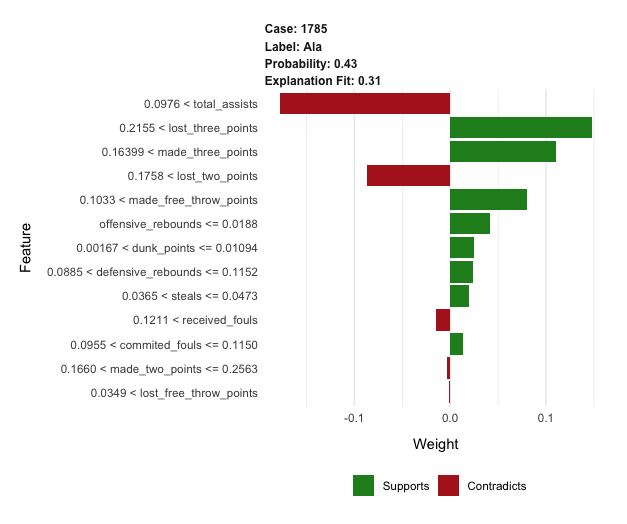 Case: 1785
Label: Ala
Probability: 0.43
Explanation Fit: 0.31
0.0976 < total_assists
0.2155 < lost_three_points
0.16399 < made_three_points
0.1758 < lost_two_points
0.1033 < made_free_throw_points
offensive_rebounds <= 0.0188
0.00167 < dunk_points <= 0.01094
0.0885 < defensive_rebounds <= 0.1152
0.0365 < steals <= 0.0473
0.1211 < received_fouls
0.0955 < commited_fouls <= 0.1150
0.1660 < made_two_points <= 0.2563
0.0349 < lost_free_throw_points
Feature
-0.1 0.0 0.1
Weight
Supports Contradicts